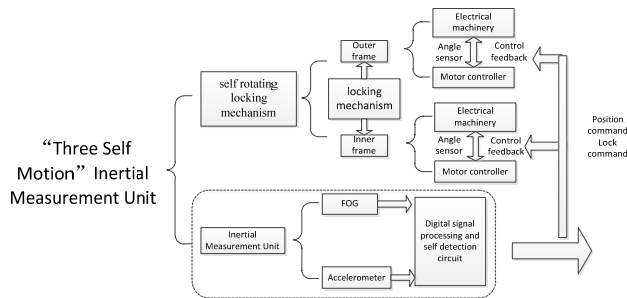 “Three Self
Motion” Inertial
Measurement Unit
self rotating
locking
mechanism
Outer
frame
locking
mechanism
Inner
frame
Electrical
machinery
Angle
sensor
Control
feedback
Motor controller
Electrical
machinery
Angle
sensor
Control
feedback
Motor controller
Position
command
Lock
command
Inertial
Measurement Unit
FOG
Accelerometer
Digital signal
processing and
self detection
circuit